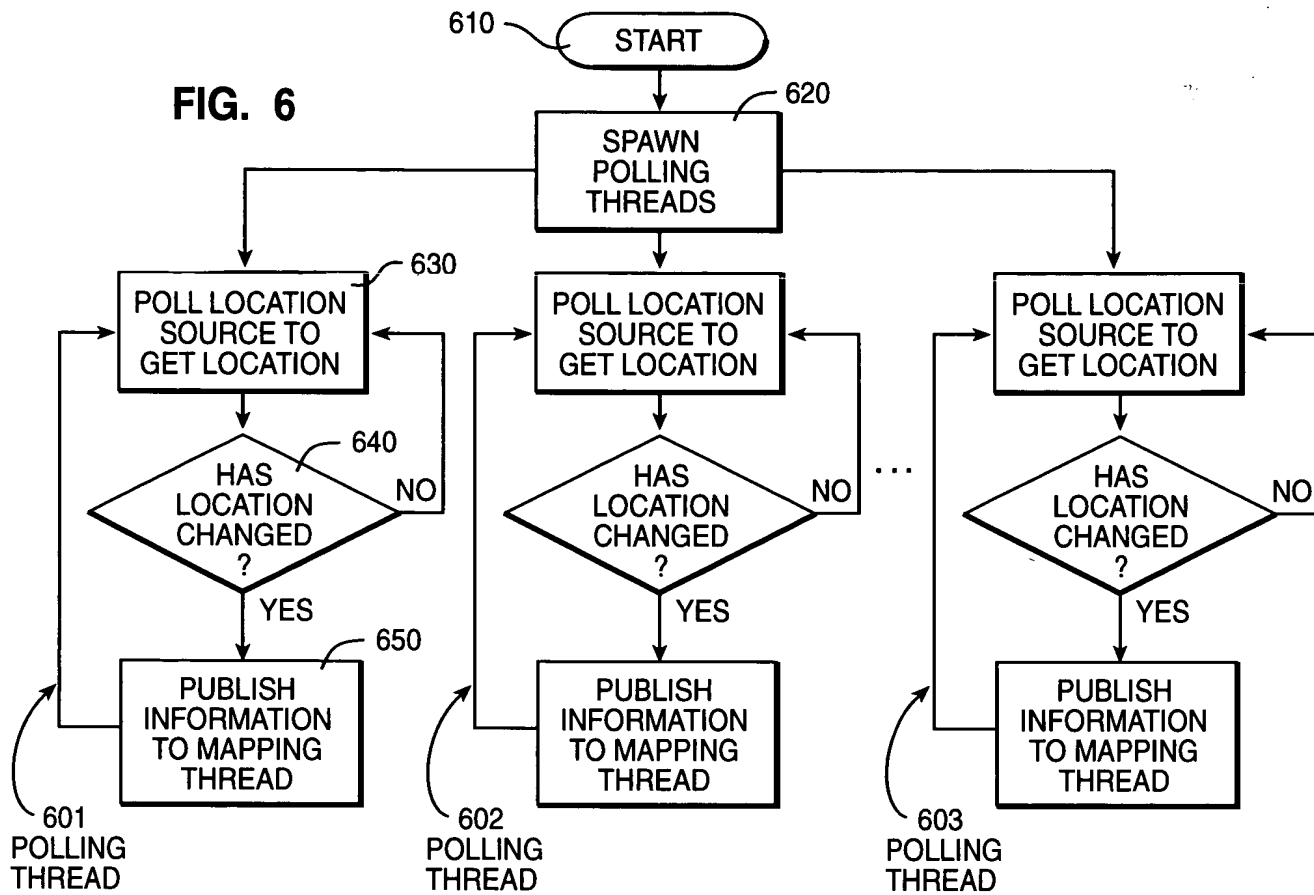 610
START
FIG. 6
620
SPAWN
POLLING
THREADS
630
POLL LOCATION
SOURCE TO
GET LOCATION
POLL LOCATION
SOURCE TO
GET LOCATION
POLL LOCATION
SOURCE TO
GET LOCATION
640
HAS
LOCATION
CHANGED
?
NO
YES
HAS
LOCATION
CHANGED
?
NO
YES
...
HAS
LOCATION
CHANGED
?
NO
YES
650
PUBLISH
INFORMATION
TO MAPPING
THREAD
PUBLISH
INFORMATION
TO MAPPING
THREAD
PUBLISH
INFORMATION
TO MAPPING
THREAD
601
POLLING
THREAD
602
POLLING
THREAD
603
POLLING
THREAD